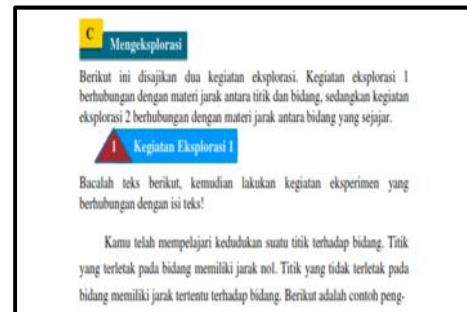 C
Mengeksplorasi
Berikut ini disajikan dua kegiatan eksplorasi. Kegiatan eksplorasi 1
berhubungan dengan materi jarak antara titik dan bidang, sedangkan kegiatan
eksplorasi 2 berhubungan dengan materi jarak antara bidang yang sejajar.
1 Kegiatan Eksplorasi 1
Bacalah teks berikut, kemudian lakukan kegiatan eksperimen yang
berhubungan dengan isi teks!
Kamu telah mempelajari kedudukan suatu titik terhadap bidang. Titik
yang terletak pada bidang memiliki jarak nol. Titik yang tidak terletak pada
bidang memiliki jarak tertentu terhadap bidang. Berikut adalah contoh peng-